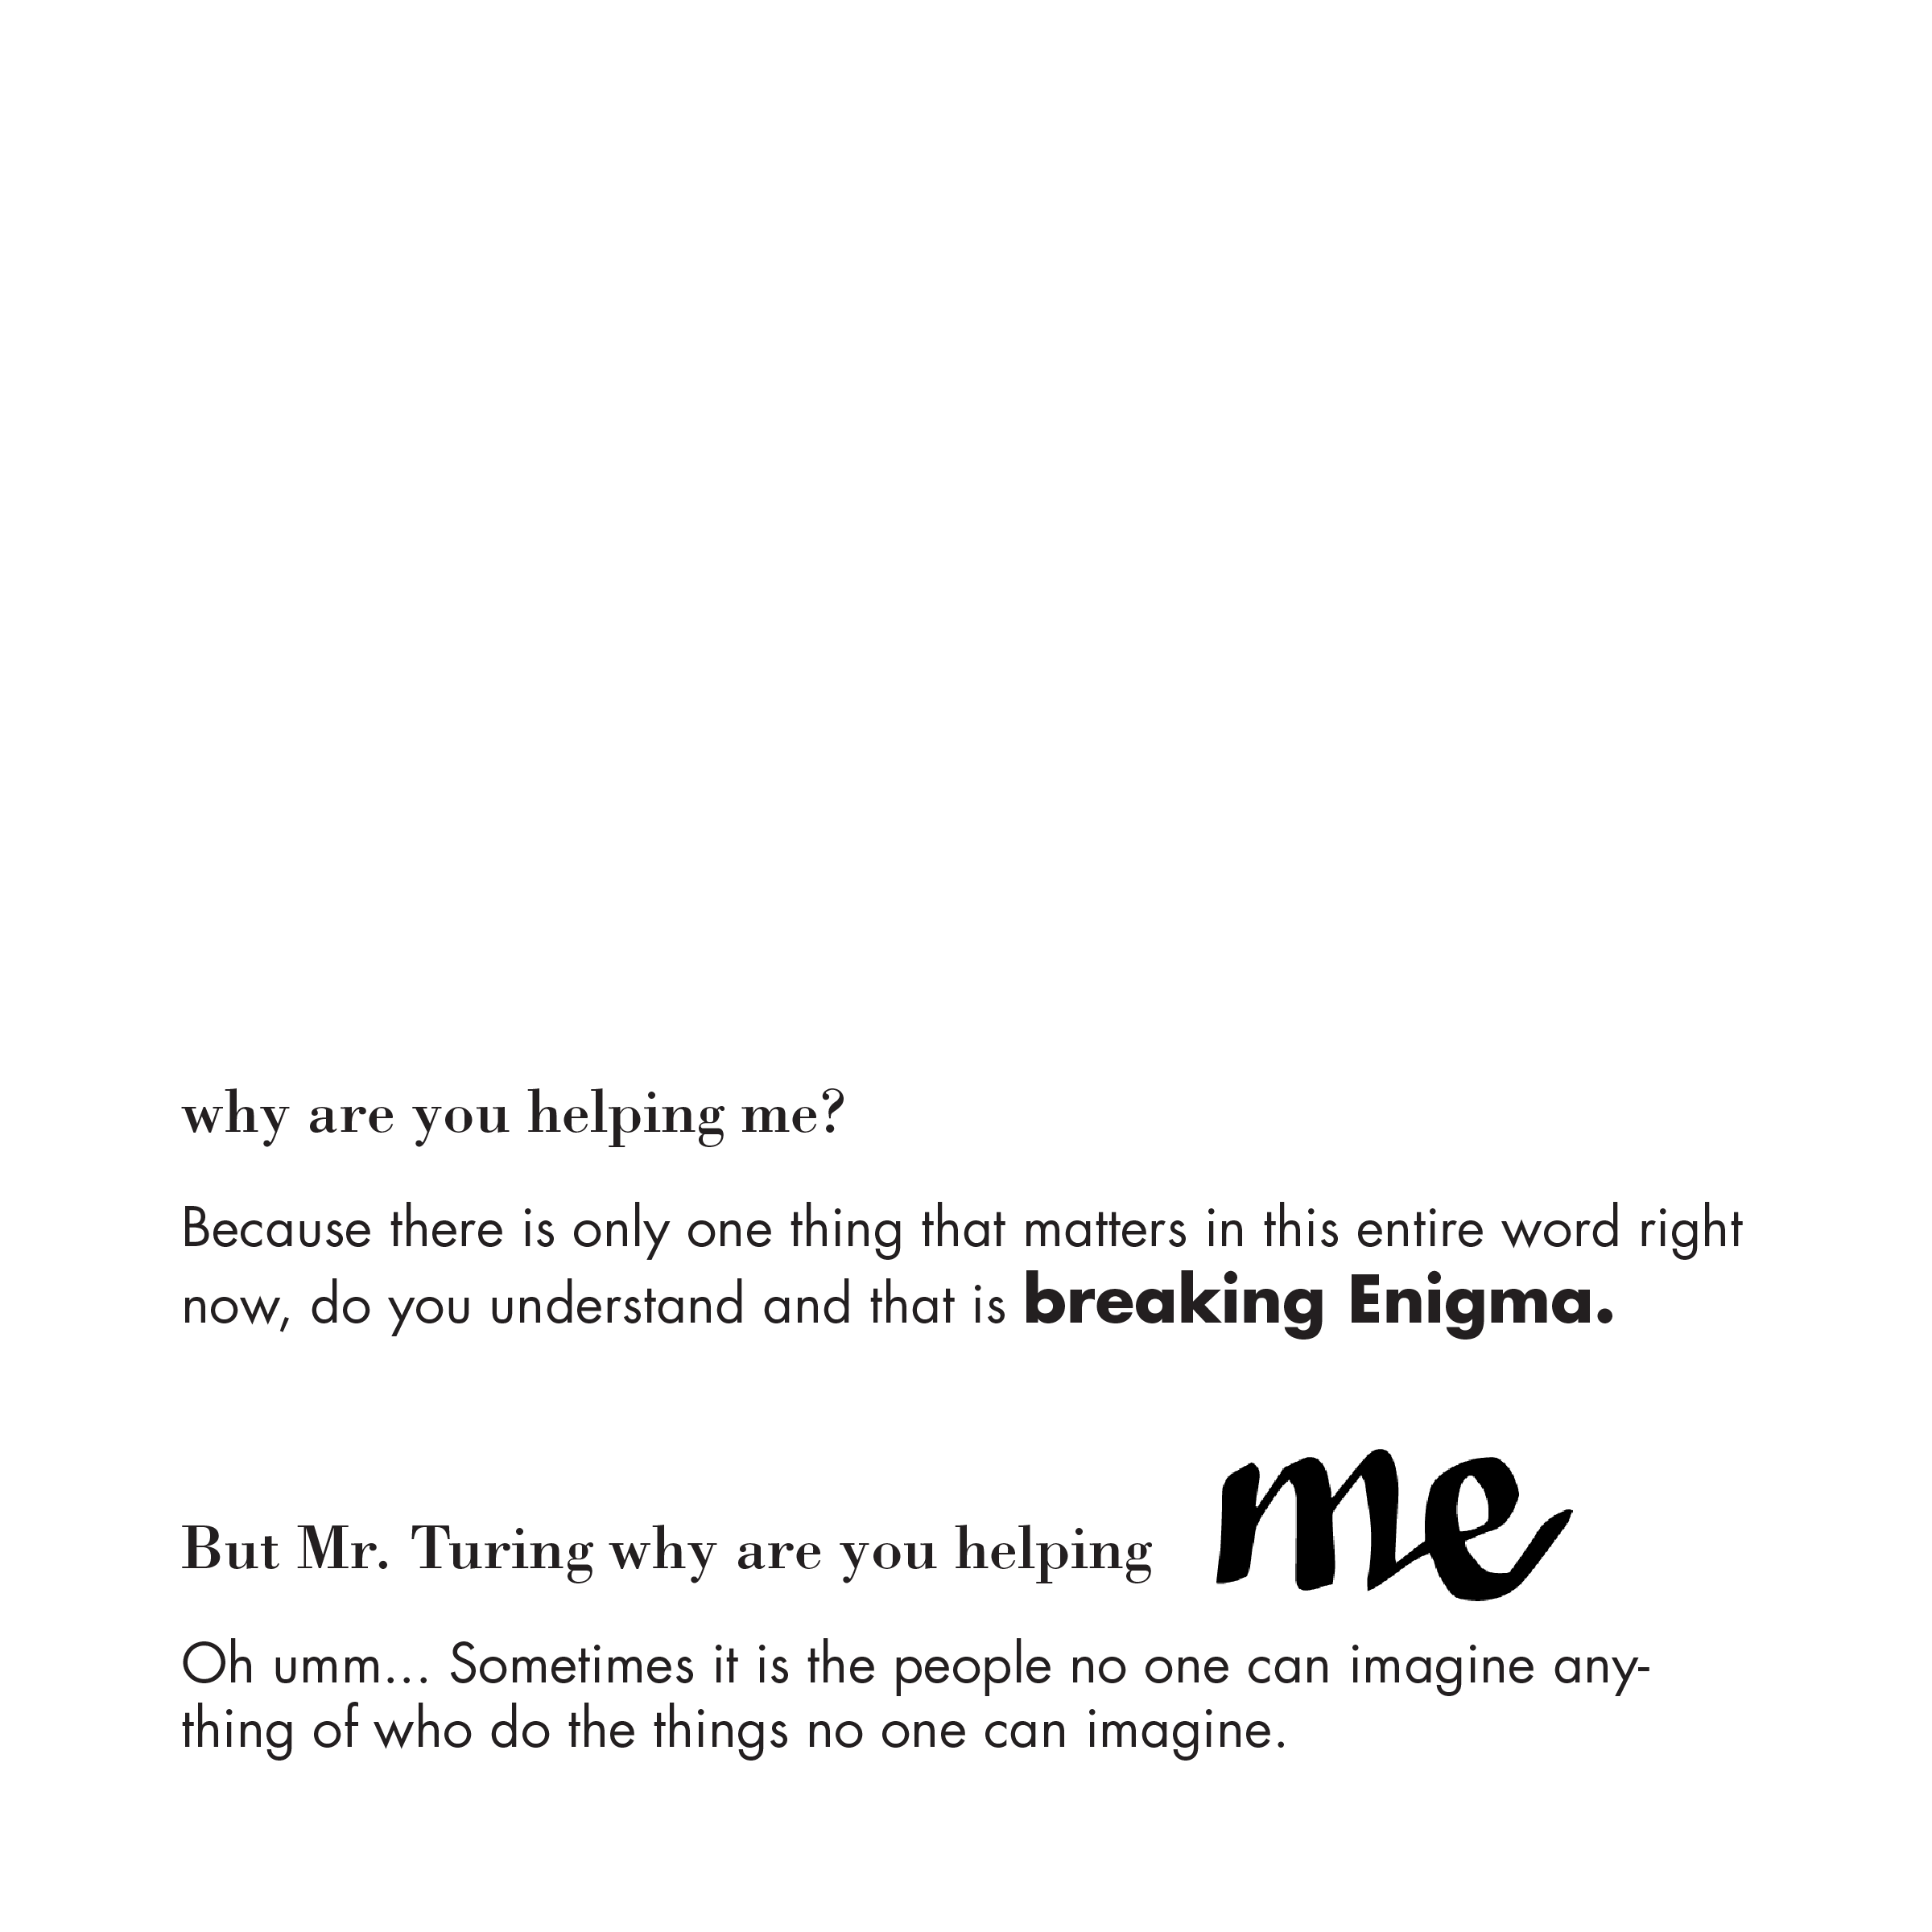 why are you helping me?
Because there is only one thing that matters in this entire word right
now, do you understand and that is breaking Enigma.
But Mr. Turing why are you helping me
Oh umm... Sometimes it is the people no one can imagine any-
thing of who do the things no one can imagine.